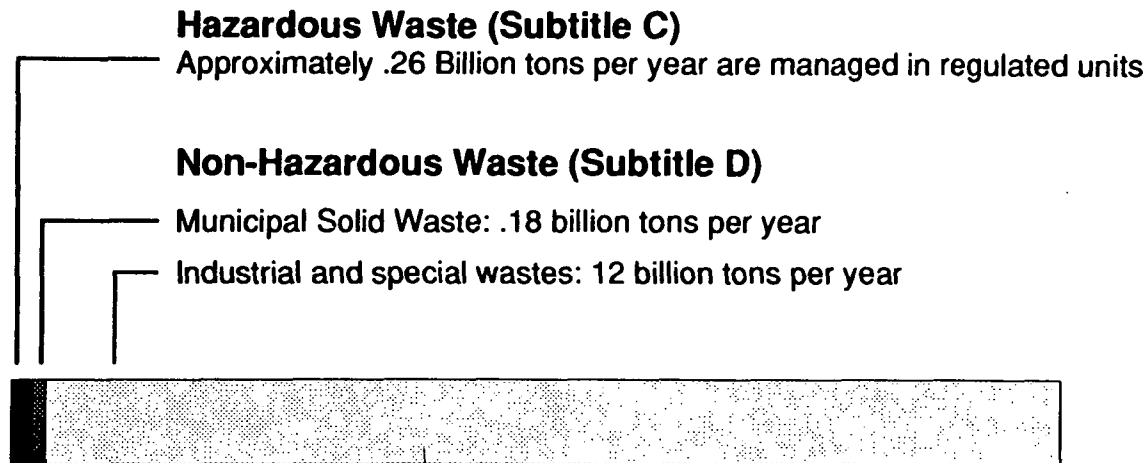 Hazardous Waste (Subtitle C)
Approximately .26 Billion tons per year are managed in regulated units
Non-Hazardous Waste (Subtitle D)
Municipal Solid Waste: .18 billion tons per year
Industrial and special wastes: 12 billion tons per year